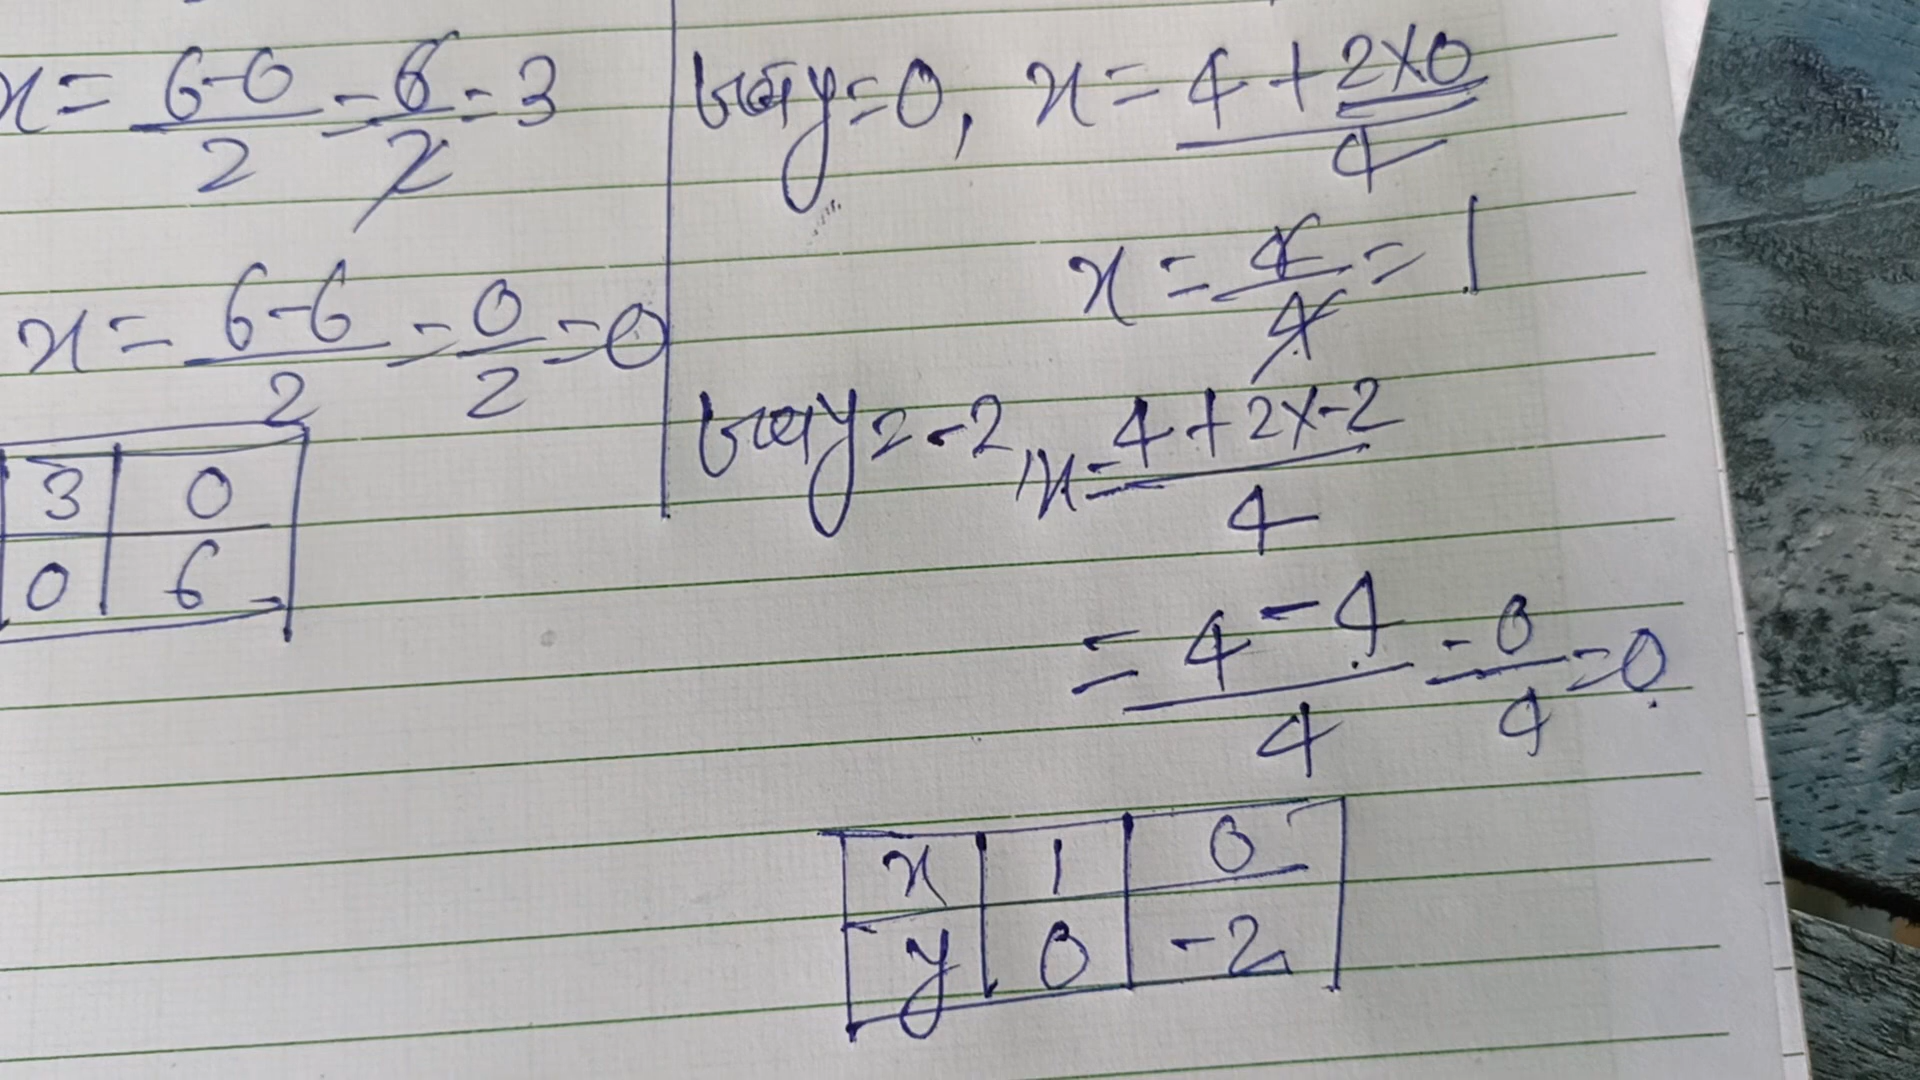 x = 6-0/2 = 6/2 = 3
x = 6-6/2 = 0/2 = 0
3 0
0 6
y=0, x = 4+2×0/4
x = 4/4 = 1
y = -2, x = 4+2×-2/4
= 4-4/4 = 0/4 = 0
x 1 0
y 0 -2